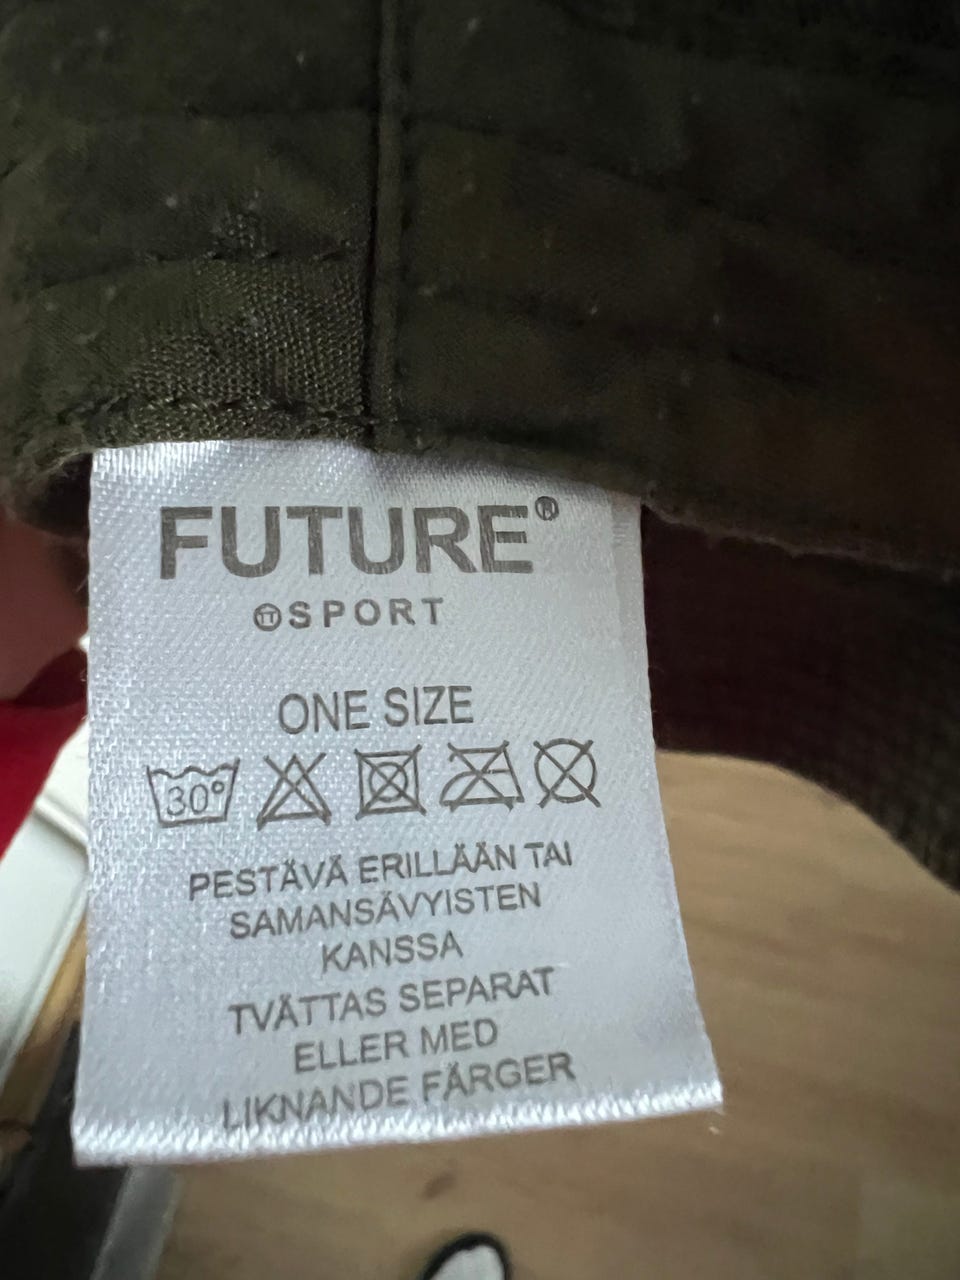 FUTURE®
SPORT
ONE SIZE
30°
PESTÄVÄ ERILLÄÄN TAI
SAMANSÄVYISTEN
KANSSA
TVÄTTAS SEPARAT
ELLER MED
LIKNANDE FÄRGER